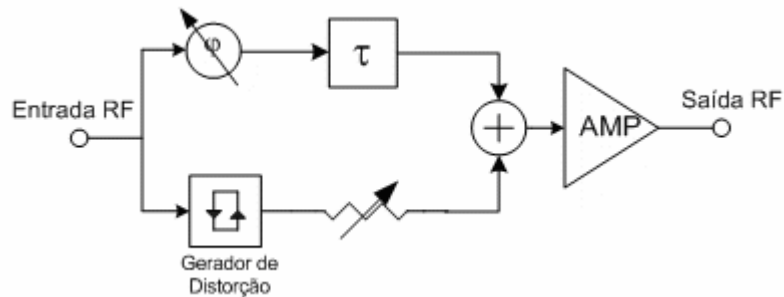 φ
τ
Entrada RF
+
AMP
Saída RF
Gerador de
Distorção